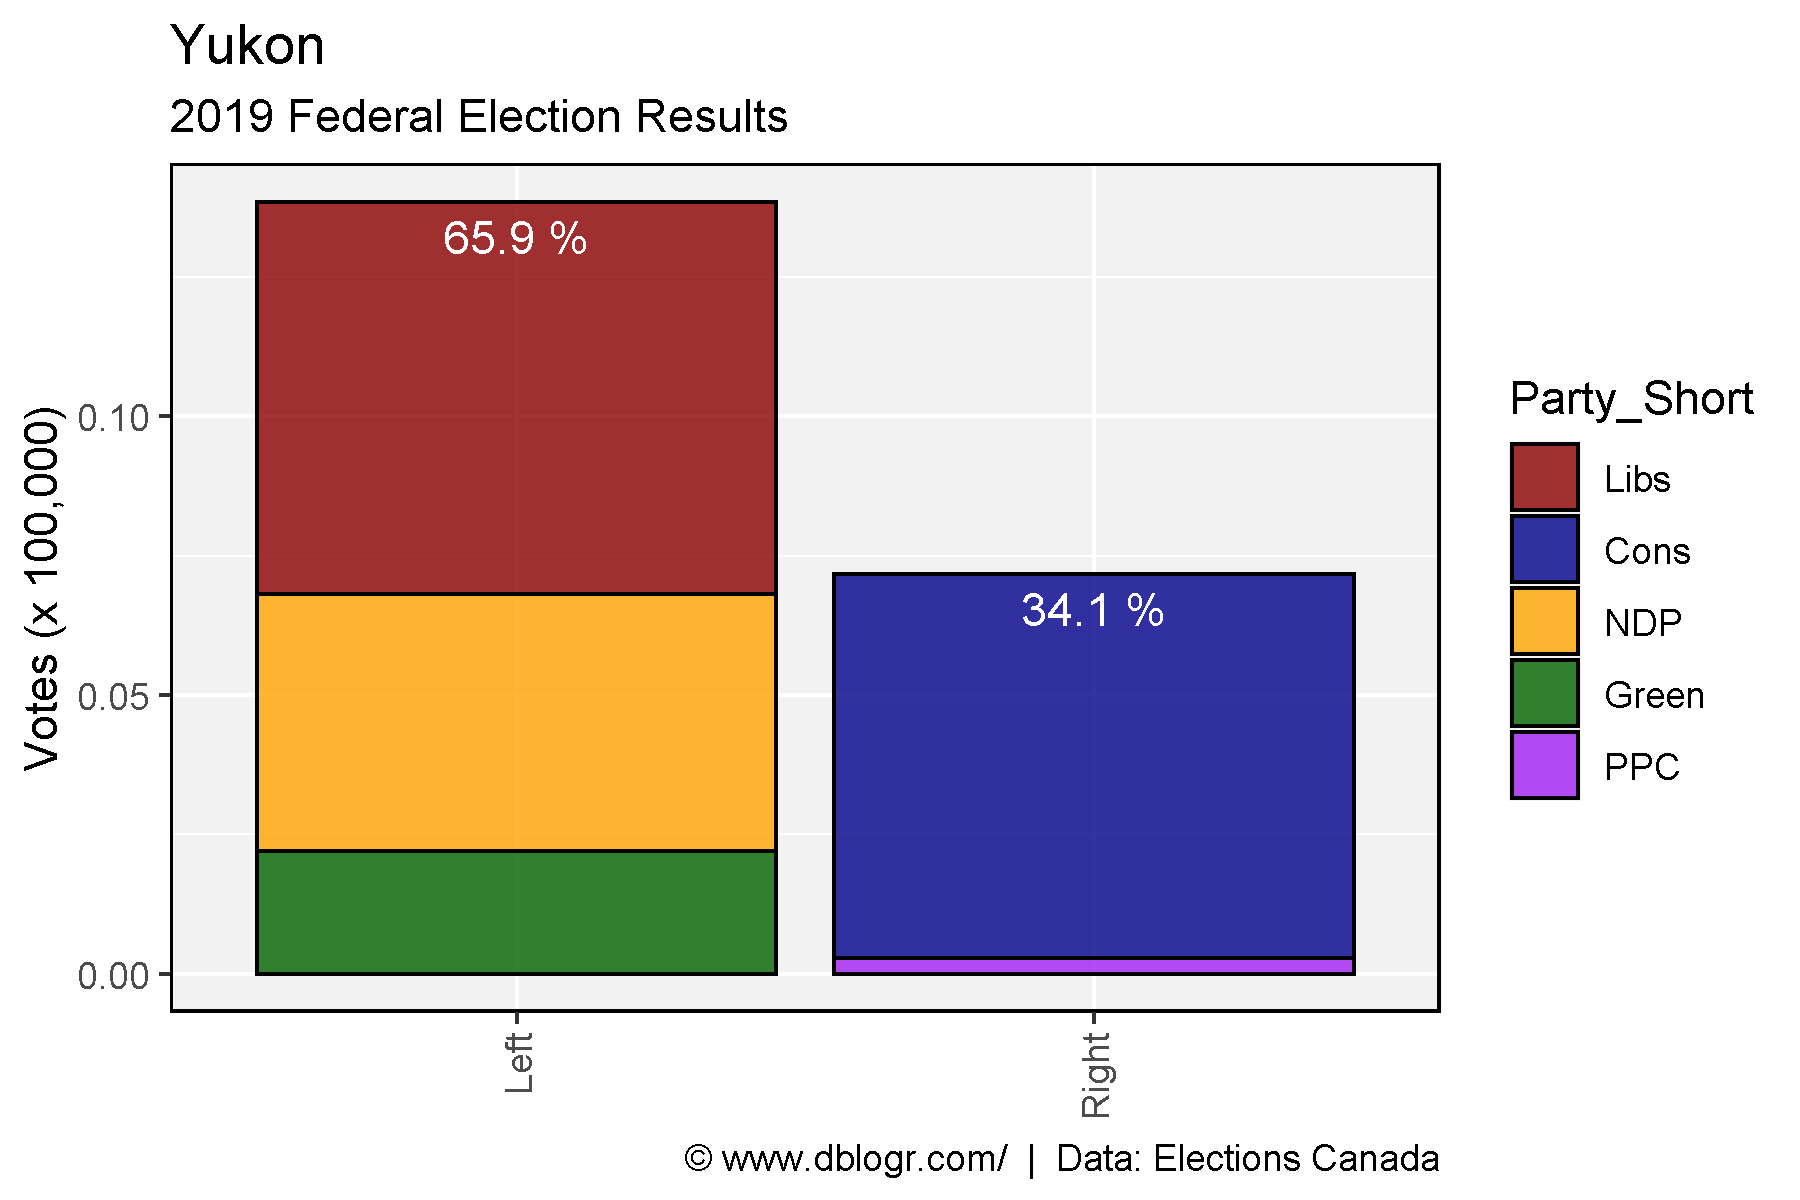 Yukon
2019 Federal Election Results
Votes (x 100,000)
0.10
0.05
0.00
65.9 %
34.1 %
Left
Right
Party_Short
Libs
Cons
NDP
Green
PPC
© www.dblogr.com/ | Data: Elections Canada